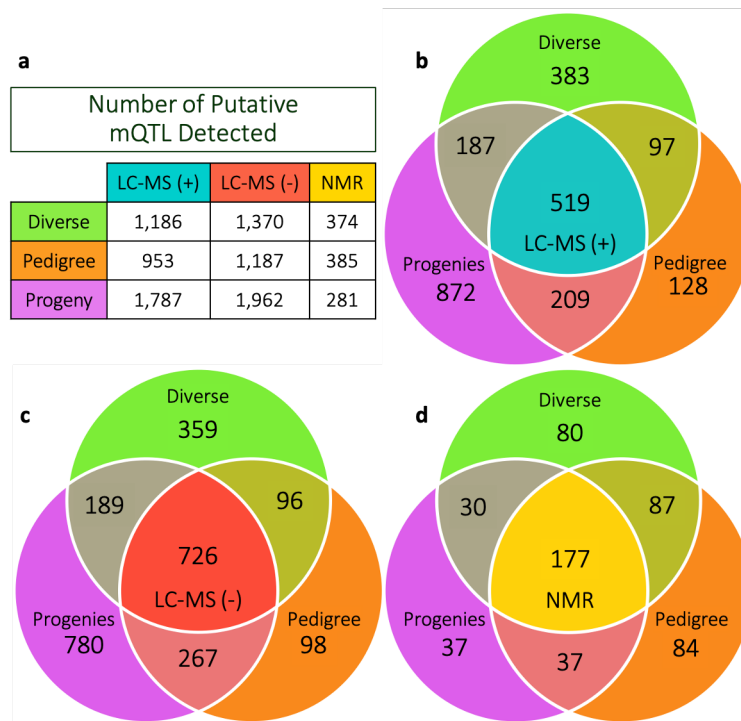 a
Number of Putative
mQTL Detected
LC-MS (+) LC-MS (-) NMR
Diverse 1,186 1,370 374
Pedigree 953 1,187 385
Progeny 1,787 1,962 281
b
Diverse
383
187 97
519
LC-MS (+)
Progenies Pedigree
872 209 128
c
Diverse
359
189 96
726
LC-MS (-)
Progenies Pedigree
780 267 98
d
Diverse
80
30 87
177
NMR
Progenies Pedigree
37 37 84